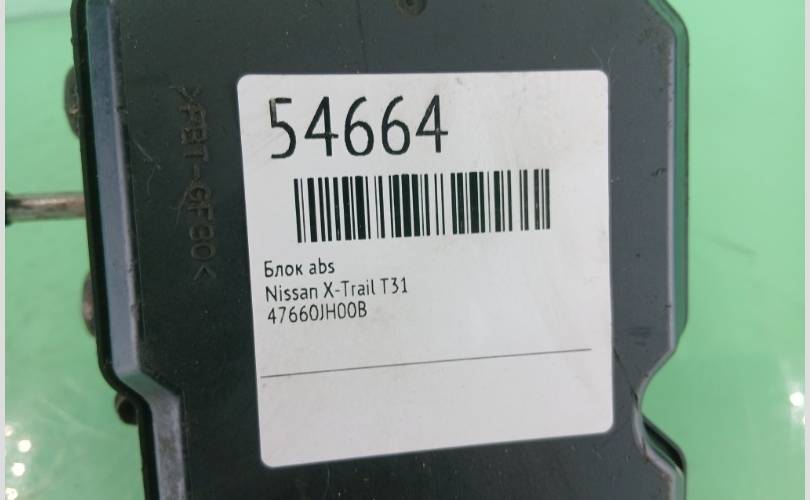 54664
Блок abs
Nissan X-Trail T31
47660JH00B
>PBT-GF30<